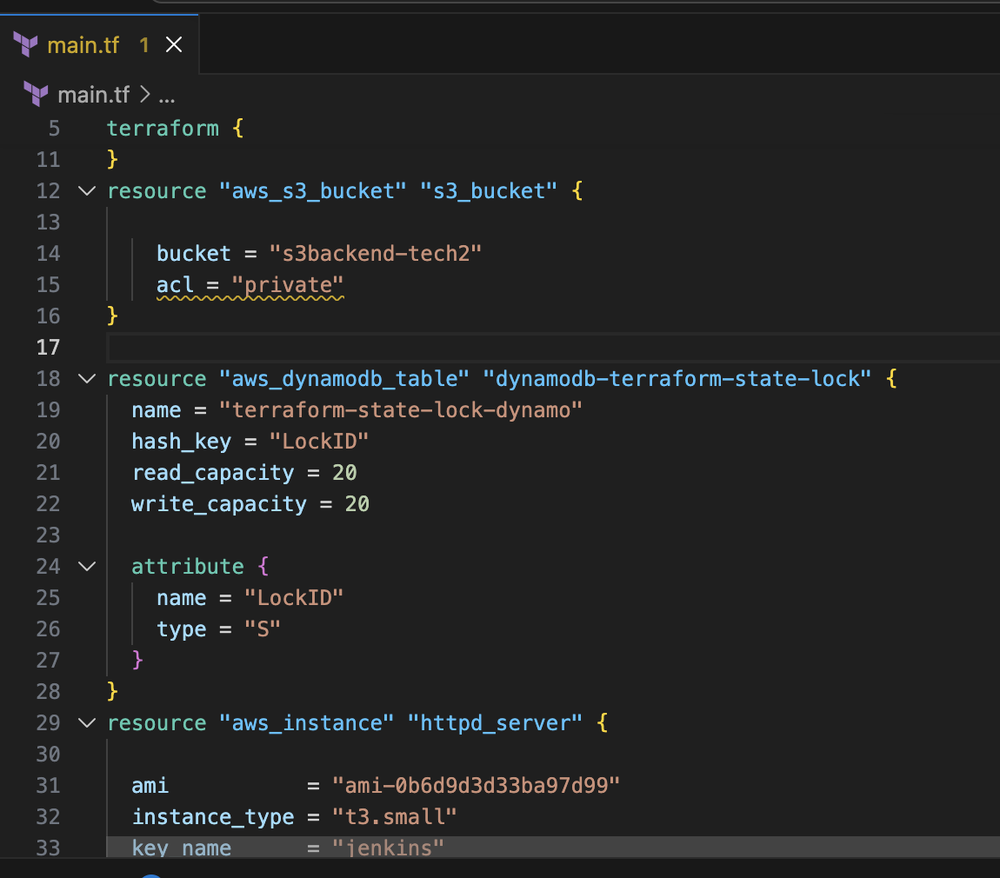 main.tf 1
main.tf > ...
5 terraform {
11 }
12 resource "aws_s3_bucket" "s3_bucket" {
13
14 bucket = "s3backend-tech2"
15 acl = "private"
16 }
17
18 resource "aws_dynamodb_table" "dynamodb-terraform-state-lock" {
19 name = "terraform-state-lock-dynamo"
20 hash_key = "LockID"
21 read_capacity = 20
22 write_capacity = 20
23
24 attribute {
25 name = "LockID"
26 type = "S"
27 }
28 }
29 resource "aws_instance" "httpd_server" {
30
31 ami = "ami-0b6d9d3d33ba97d99"
32 instance_type = "t3.small"
33 key_name = "jenkins"